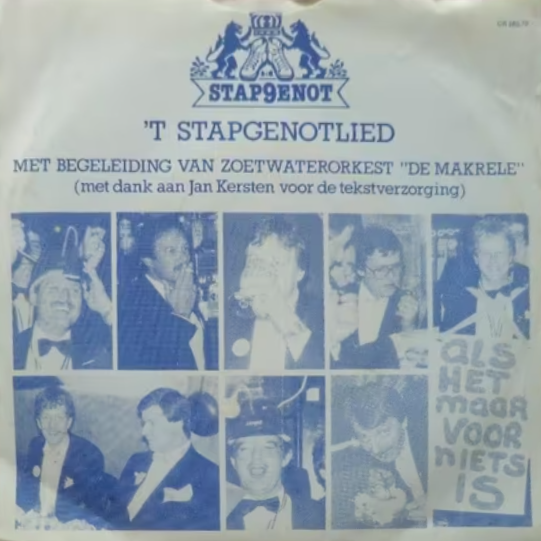 STAP9ENOT
'T STAPGENOTLIED
MET BEGELEIDING VAN ZOETWATERORKEST "DE MAKRELE"
(met dank aan Jan Kersten voor de tekstverzorging)
als
HET
maar
VOOR
nIETS
IS